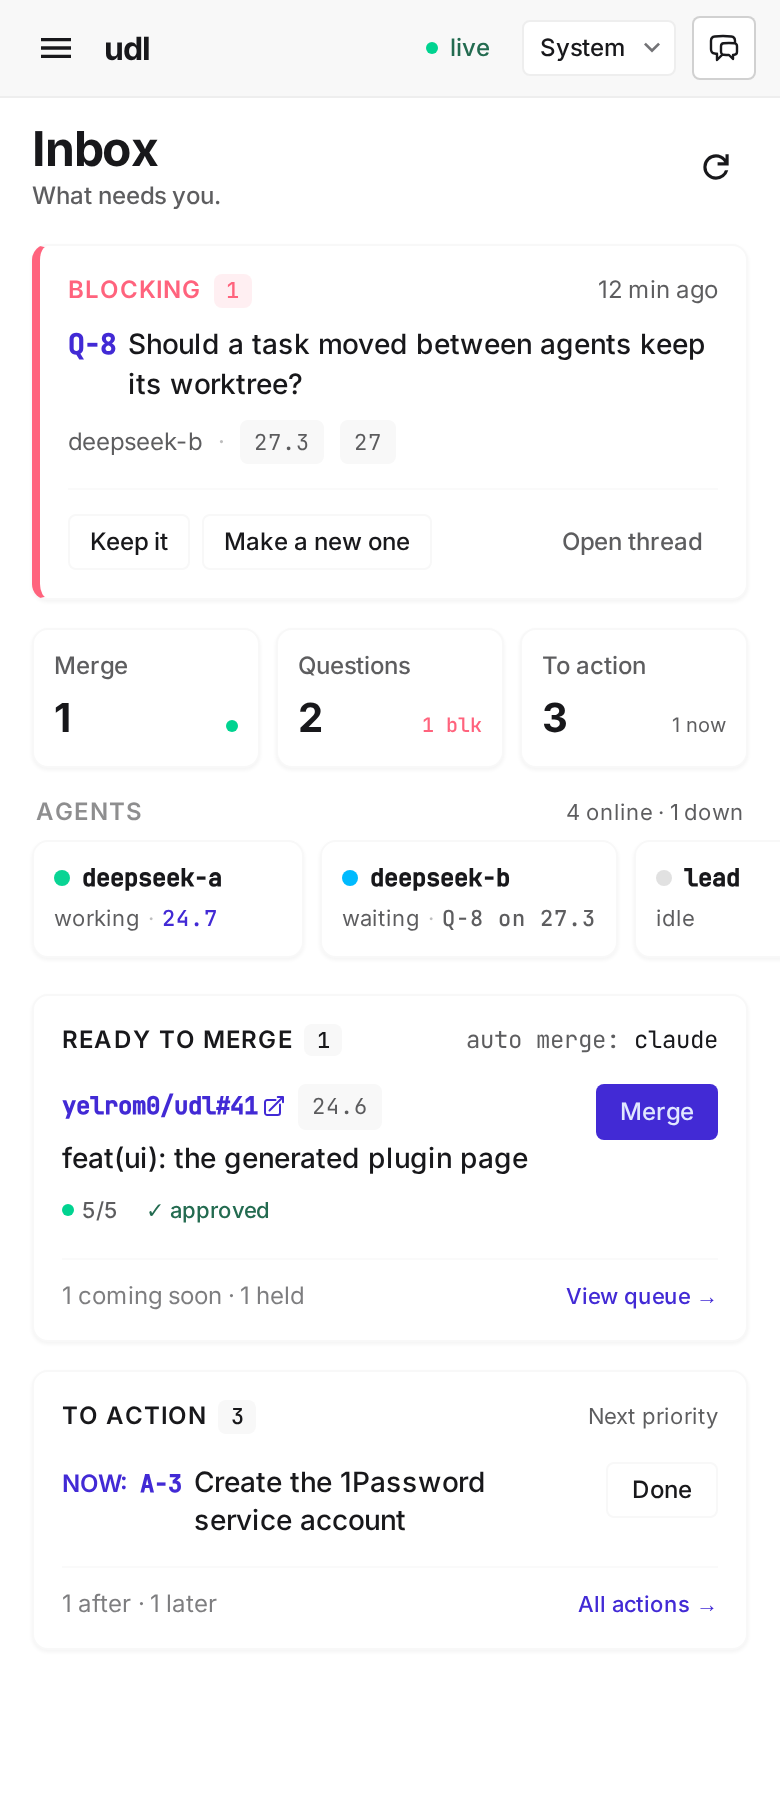 udl
live
System
Inbox
What needs you.
BLOCKING 1
12 min ago
Q-8 Should a task moved between agents keep
its worktree?
deepseek-b · 27.3 27
Keep it
Make a new one
Open thread
Merge
1
Questions
2
1 blk
To action
3
1 now
AGENTS
4 online · 1 down
deepseek-a
working · 24.7
deepseek-b
waiting · Q-8 on 27.3
lead
idle
READY TO MERGE 1
auto merge: claude
yelrom0/udl#41 24.6
Merge
feat(ui): the generated plugin page
5/5 ✓ approved
1 coming soon · 1 held
View queue →
TO ACTION 3
Next priority
NOW: A-3 Create the 1Password
service account
Done
1 after · 1 later
All actions →